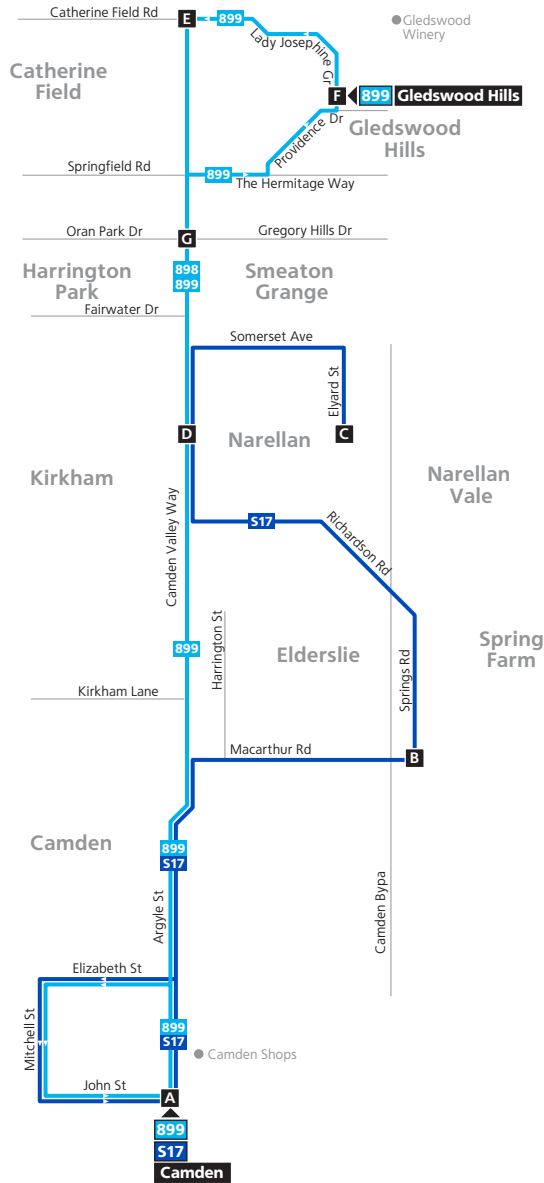 Catherine Field Rd
E
899
Gledswood
Winery
Lady Josephine Gr
Catherine
Field
F
899
Gledswood Hills
Providence Dr
Gledswood
Hills
Springfield Rd
899
The Hermitage Way
Oran Park Dr
G
Gregory Hills Dr
Harrington
Park
898
899
Smeaton
Grange
Fairwater Dr
Somerset Ave
Elyard St
D
Narellan
C
Kirkham
Narellan
Vale
Camden Valley Way
S17
Richardson Rd
899
Harrington St
Elderslie
Springs Rd
Spring
Farm
Kirkham Lane
Macarthur Rd
B
Camden
899
S17
Argyle St
Camden Bypa
Elizabeth St
Mitchell St
899
S17
Camden Shops
John St
A
899
S17
Camden